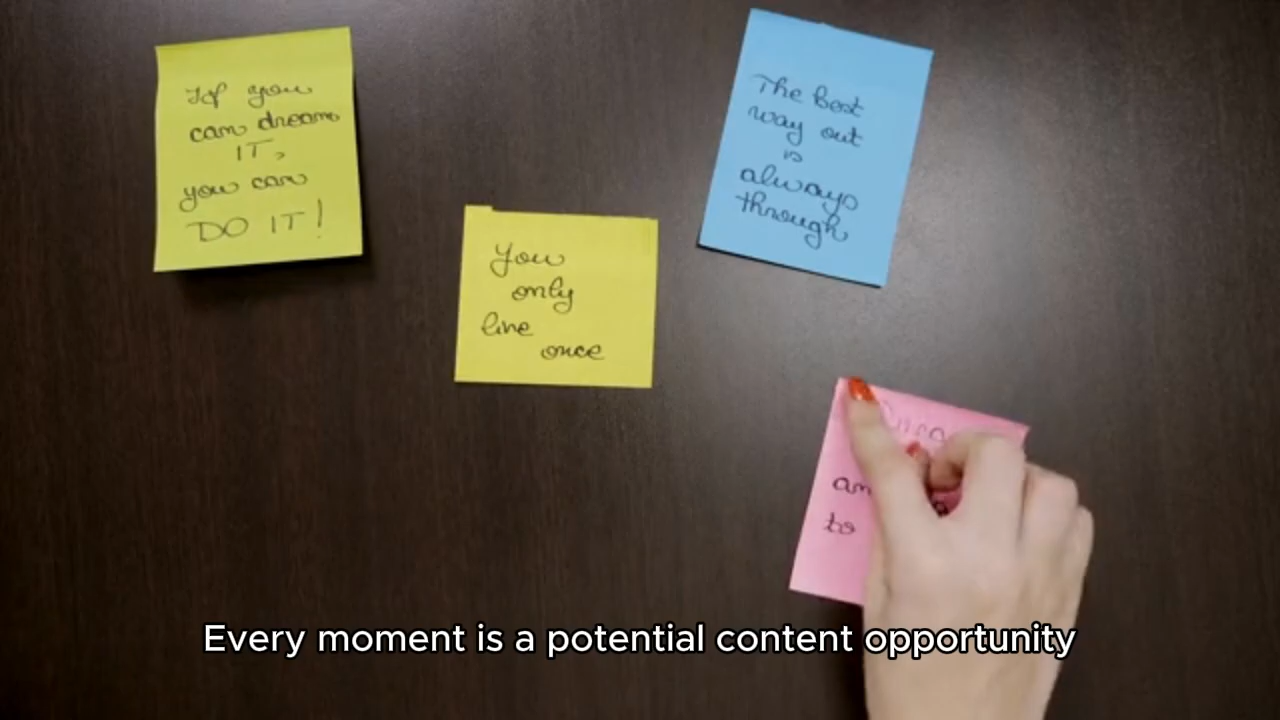 If you
can dream
IT,
you can
DO IT!
You
only
live
once
The best
way out
is
always
through
to
Every moment is a potential content opportunity